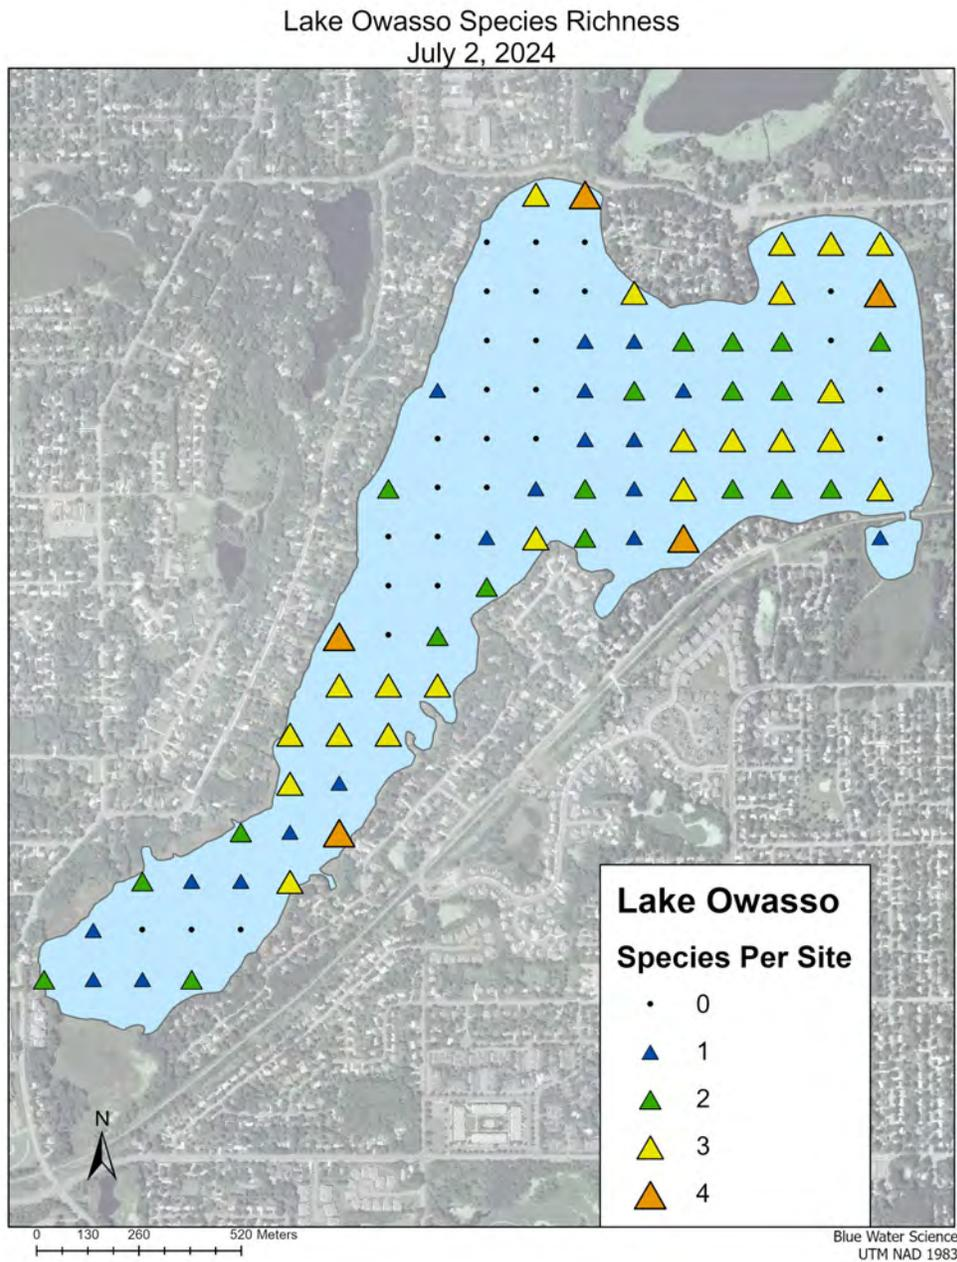 Lake Owasso Species Richness
July 2, 2024
Lake Owasso
Species Per Site
0
1
2
3
4
N
0 130 260 520 Meters
Blue Water Science
UTM NAD 1983